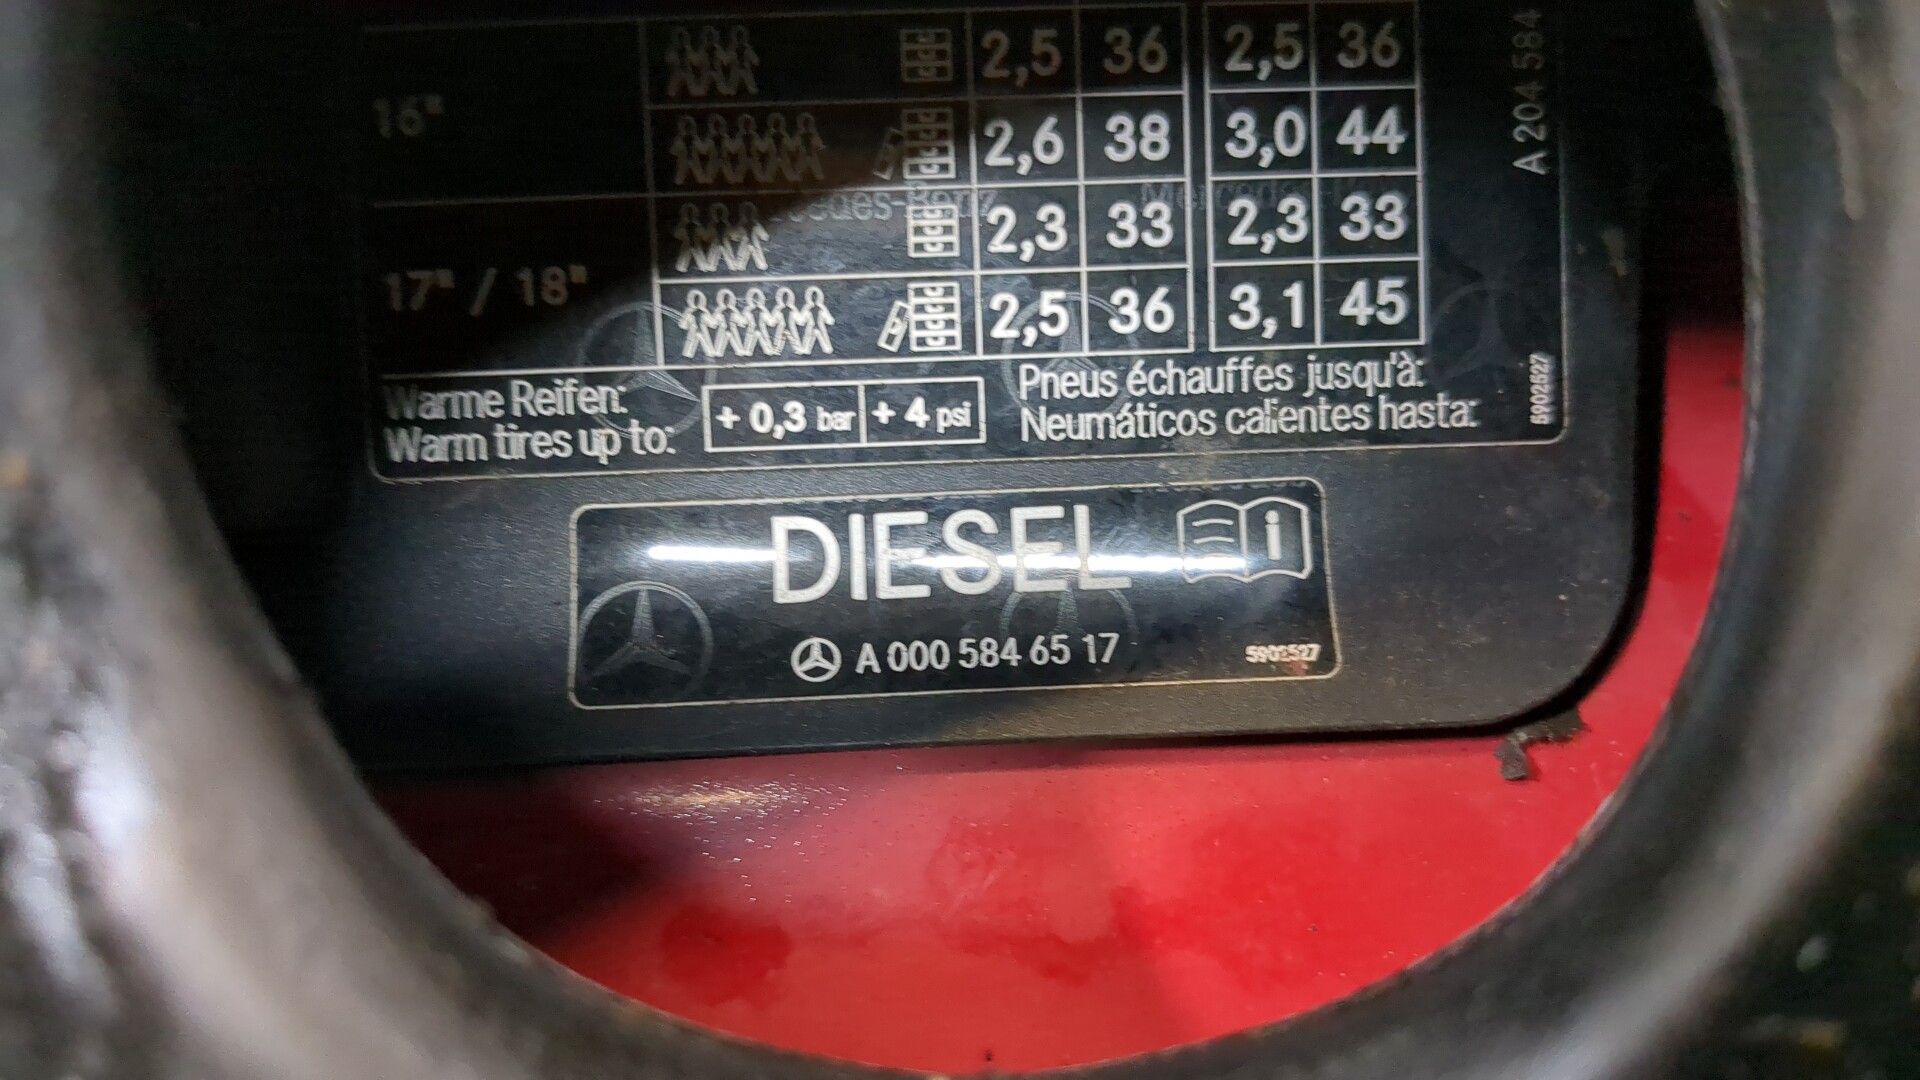 16" 2,5 36 2,5 36
2,6 38 3,0 44
17" / 18" 2,3 33 2,3 33
2,5 36 3,1 45
Warme Reifen:
Warm tires up to:
+ 0,3 bar + 4 psi
Pneus échauffes jusqu'à:
Neumáticos calientes hasta:
A 204 584
5902527
DIESEL
A 000 584 65 17
5902527